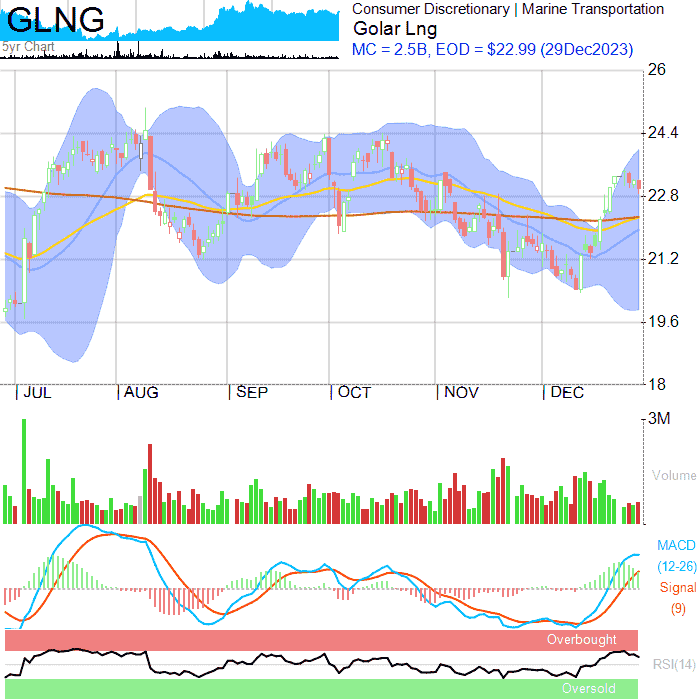 GLNG
5yr Chart
Consumer Discretionary | Marine Transportation
Golar Lng
MC = 2.5B, EOD = $22.99 (29Dec2023)
26
24.4
22.8
21.2
19.6
18
JUL AUG SEP OCT NOV DEC
3M
Volume
MACD
(12-26)
Signal
(9)
Overbought
RSI(14)
Oversold